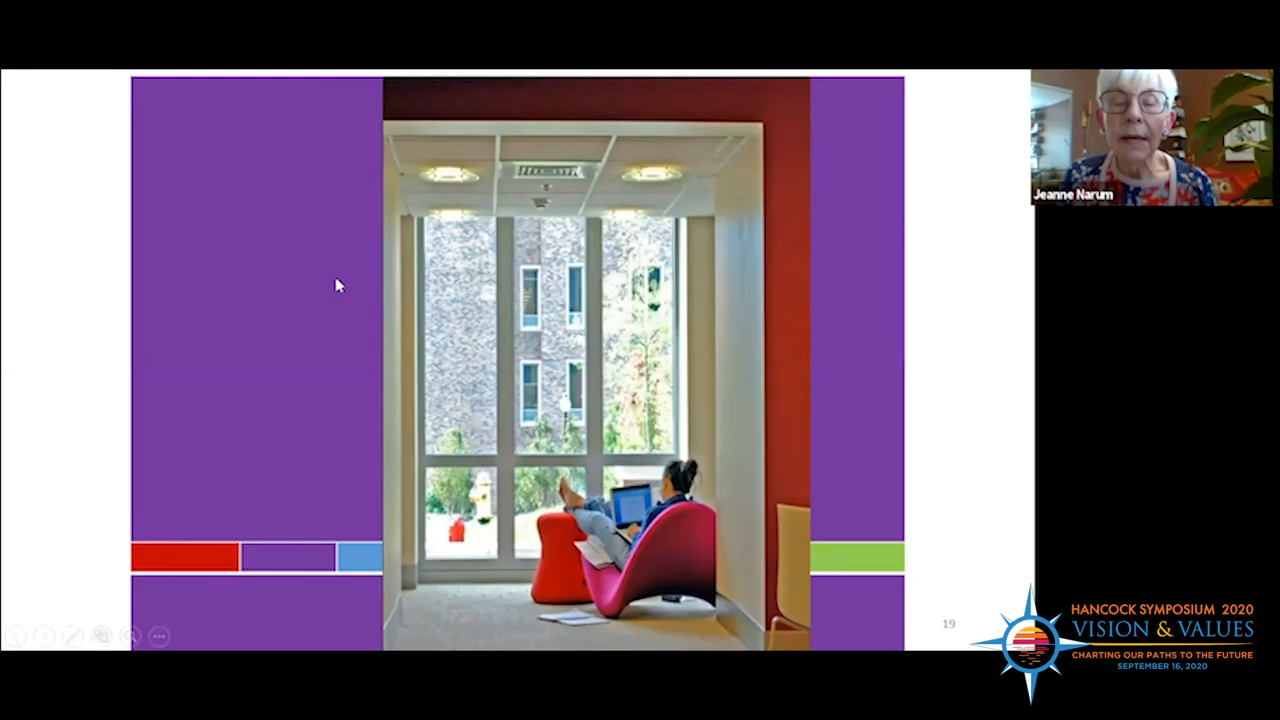 Jeanne Narum
19
HANCOCK SYMPOSIUM 2020
VISION & VALUES
CHARTING OUR PATHS TO THE FUTURE
SEPTEMBER 16, 2020